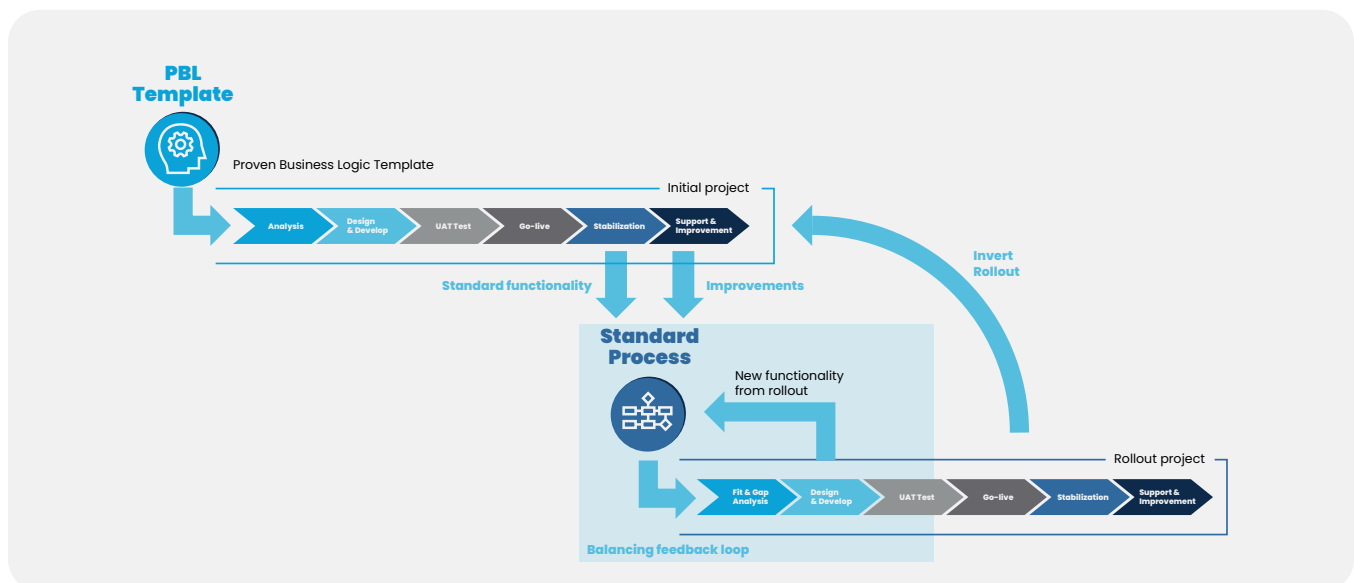 PBL
Template
Proven Business Logic Template
Initial project
Analysis
Design
& Develop
UAT Test
Go-live
Stabilization
Support &
Improvement
Standard functionality
Improvements
Invert
Rollout
Standard
Process
New functionality
from rollout
Rollout project
Fit & Gap
Analysis
Design
& Develop
UAT Test
Go-live
Stabilization
Support &
Improvement
Balancing feedback loop